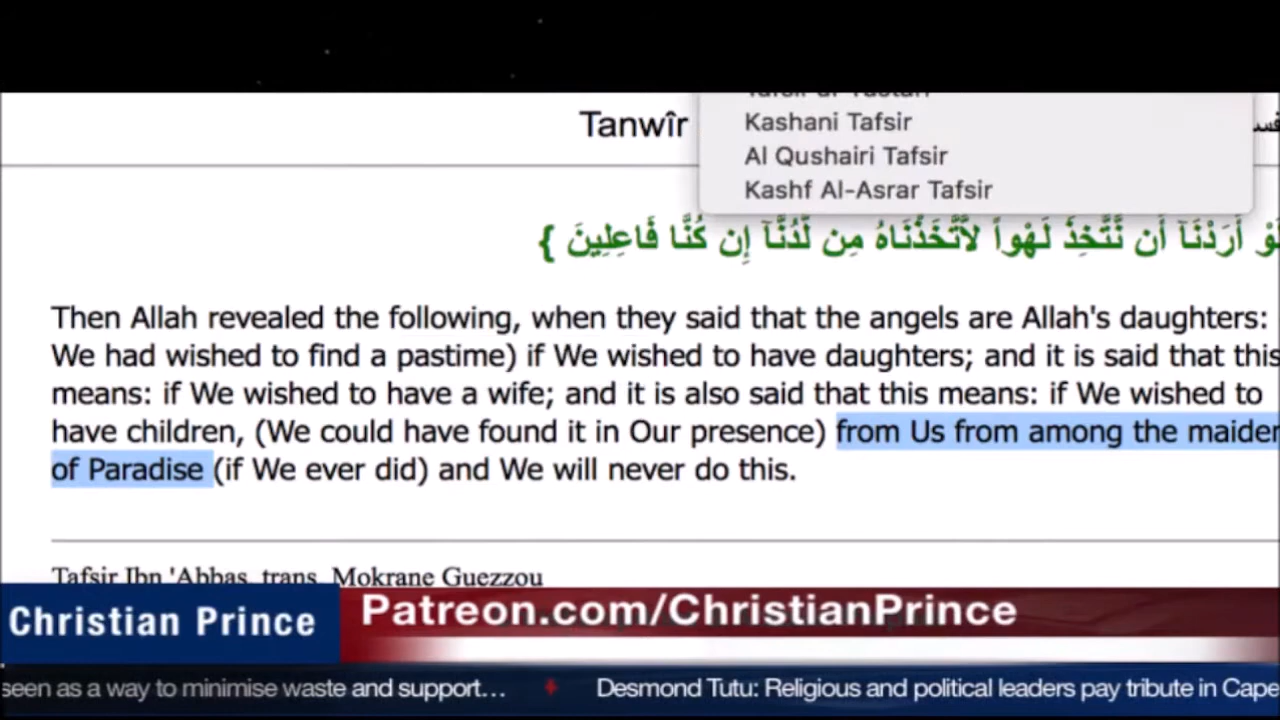 Tanwîr
Kashani Tafsir
Al Qushairi Tafsir
Kashf Al-Asrar Tafsir
أَرَدْنَآ أَن نَّتَّخِذَ لَهْواً لاَّتَّخَذْنَاهُ مِن لَّدُنَّآ إِن كُنَّا فَاعِلِينَ }
Then Allah revealed the following, when they said that the angels are Allah's daughters:
We had wished to find a pastime) if We wished to have daughters; and it is said that this
means: if We wished to have a wife; and it is also said that this means: if We wished to
have children, (We could have found it in Our presence) from Us from among the maiden
of Paradise (if We ever did) and We will never do this.
Tafsir Ibn 'Abbas, trans. Mokrane Guezzou
Christian Prince
Patreon.com/ChristianPrince
seen as a way to minimise waste and support... Desmond Tutu: Religious and political leaders pay tribute in Cape